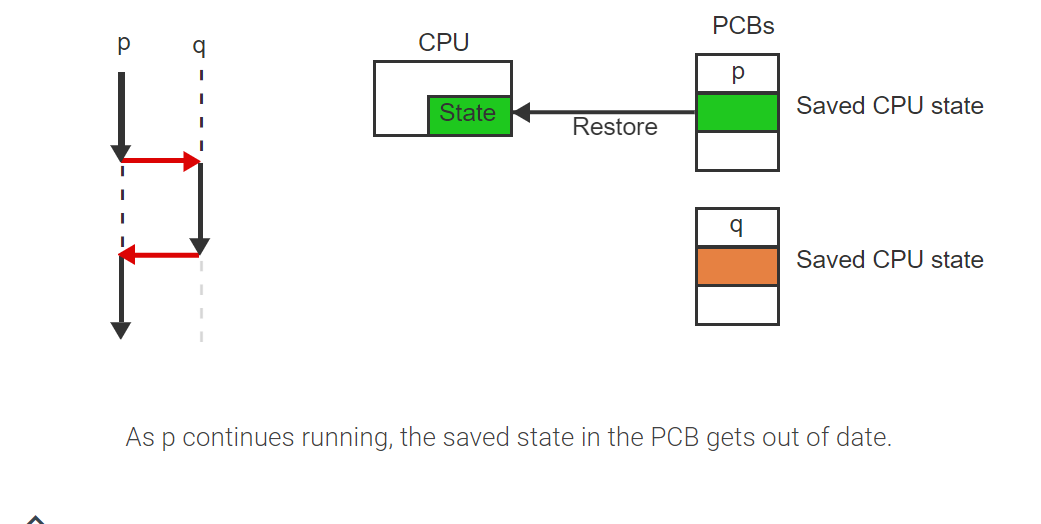 p
q
CPU
State
Restore
PCBs
p
Saved CPU state
q
Saved CPU state
As p continues running, the saved state in the PCB gets out of date.